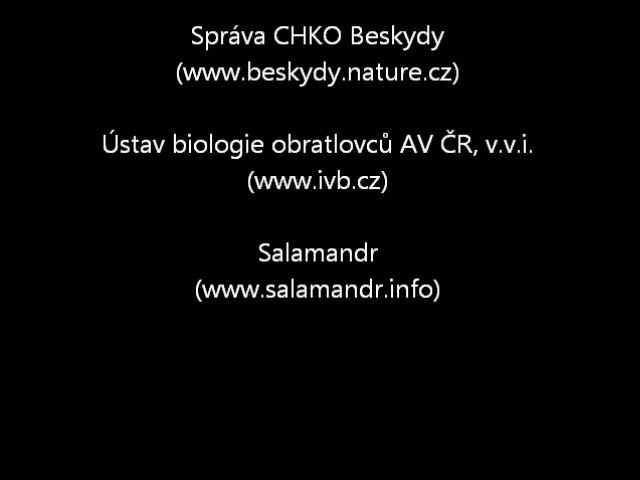 Správa CHKO Beskydy
(www.beskydy.nature.cz)
Ústav biologie obratlovců AV ČR, v.v.i.
(www.ivb.cz)
Salamandr
(www.salamandr.info)